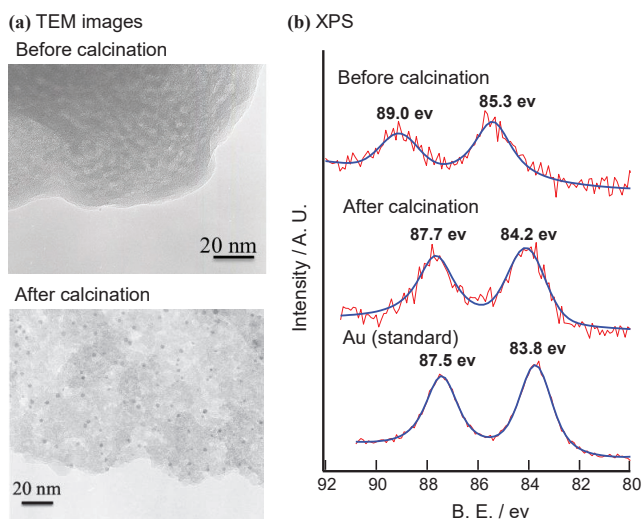 (a) TEM images
Before calcination
20 nm
After calcination
20 nm
(b) XPS
Before calcination
89.0 ev
85.3 ev
After calcination
87.7 ev
84.2 ev
Au (standard)
87.5 ev
83.8 ev
Intensity / A. U.
92 90 88 86 84 82 80
B. E. / ev